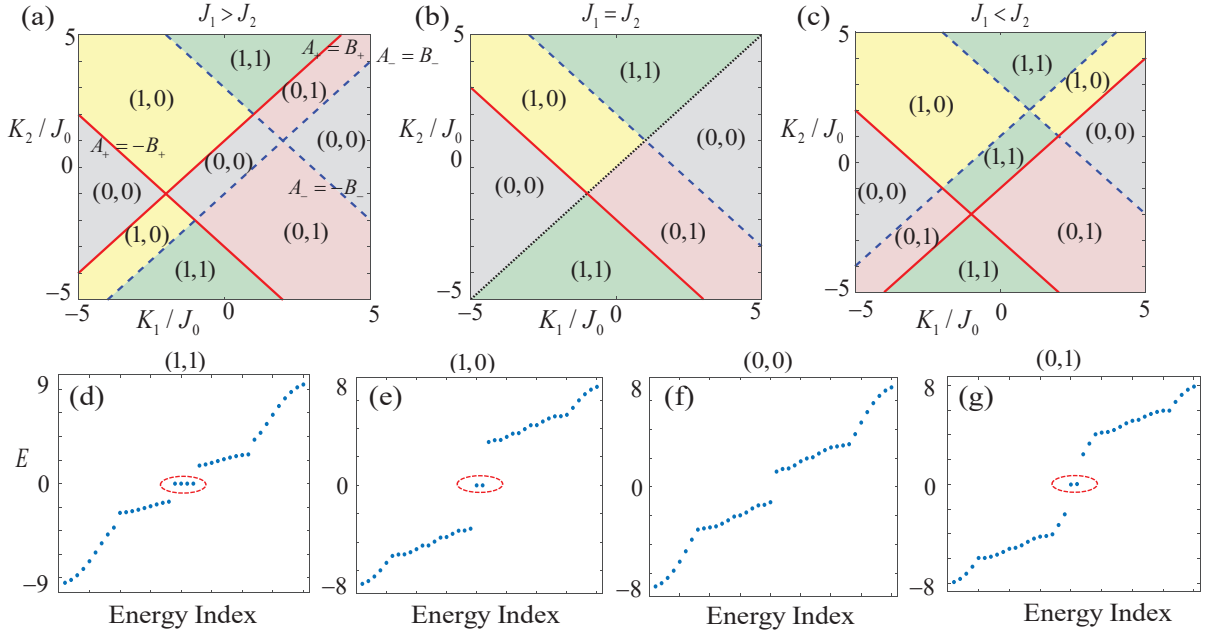 (a) J₁ > J₂ (b) J₁ = J₂ (c) J₁ < J₂
5 5 5
(1,1) A₊ = B₊ A₋ = B₋ (1,1) (1,1)
(1,0) (0,1) (1,0) (1,0) (1,0)
K₂ / J₀ K₂ / J₀ K₂ / J₀
0 0 0
A₊ = −B₊ (0,0) (0,0) (0,0) (1,1)
(0,0) A₋ = −B₋ (0,0) (0,0)
(1,0) (0,1) (0,1) (0,1) (0,1)
(1,1) (1,1) (1,1)
−5 −5 −5
−5 0 5 −5 0 5 −5 0 5
K₁ / J₀ K₁ / J₀ K₁ / J₀
(1,1) (1,0) (0,0) (0,1)
(d) (e) (f) (g)
9 8 8 8
E
0 0 0 0
−9 −8 −8 −8
Energy Index Energy Index Energy Index Energy Index